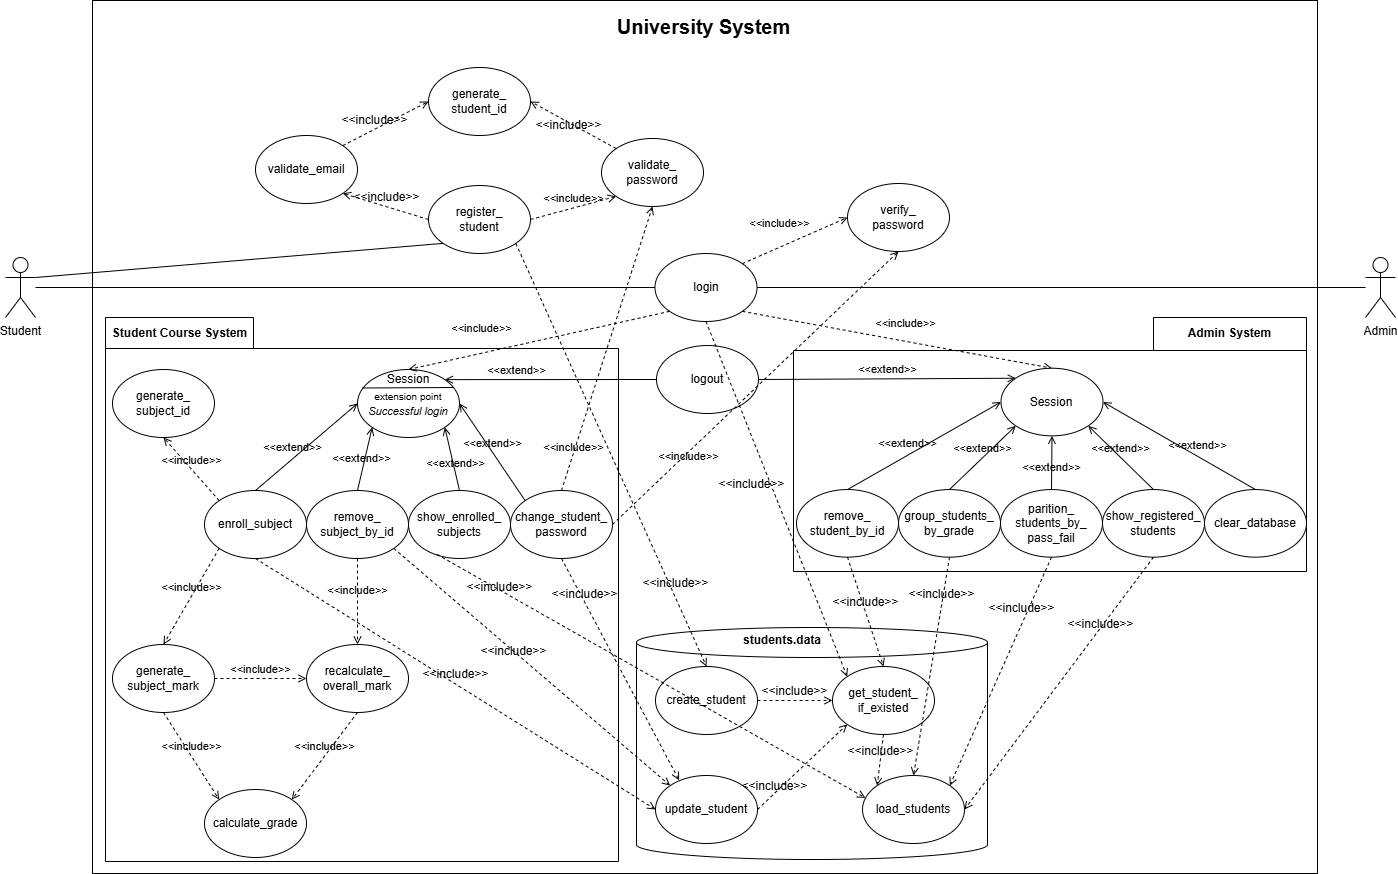 University System
generate_
student_id
<<include>>
<<include>>
validate_email
validate_
password
<<include>>
<<include>>
register_
student
verify_
password
<<include>>
login
Student
Admin
Student Course System
<<include>>
<<include>>
Admin System
Session
extension point
Successful login
<<extend>>
logout
<<extend>>
Session
generate_
subject_id
<<include>>
<<extend>>
<<extend>>
<<extend>>
<<extend>>
<<include>>
<<include>>
<<include>>
<<extend>>
<<extend>>
<<extend>>
<<extend>>
<<extend>>
enroll_subject
remove_
subject_by_id
show_enrolled_
subjects
change_student_
password
remove_
student_by_id
group_students_
by_grade
parition_
students_by_
pass_fail
show_registered_
students
clear_database
<<include>>
<<include>>
<<include>>
<<include>>
<<include>>
<<include>>
<<include>>
<<include>>
<<include>>
<<include>>
<<include>>
students.data
generate_
subject_mark
<<include>>
recalculate_
overall_mark
create_student
<<include>>
get_student_
if_existed
<<include>>
<<include>>
<<include>>
<<include>>
calculate_grade
update_student
load_students